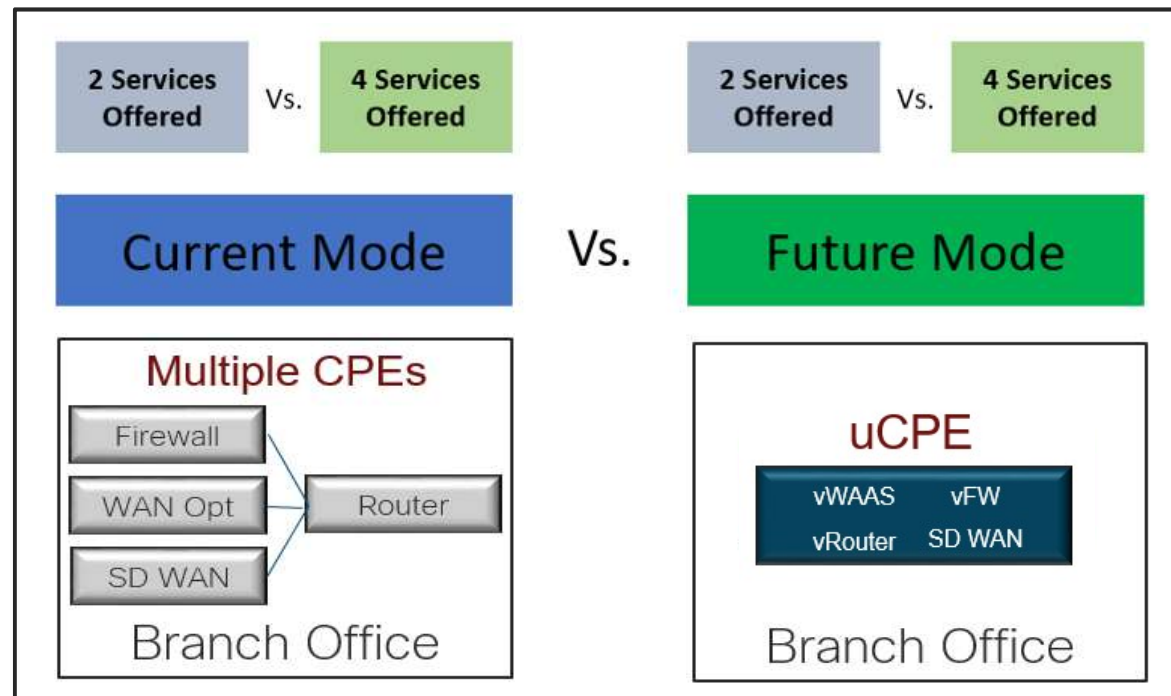 2 Services
Offered
Vs.
4 Services
Offered
2 Services
Offered
Vs.
4 Services
Offered
Current Mode
Vs.
Future Mode
Multiple CPEs
Firewall
WAN Opt
SD WAN
Router
Branch Office
uCPE
vWAAS vFW
vRouter SD WAN
Branch Office